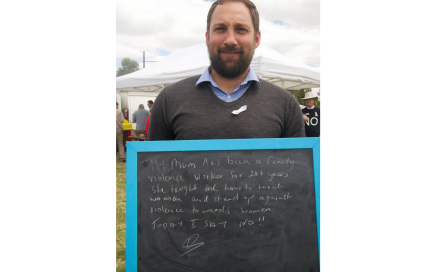 My Mum Has been a Family
violence worker for 20+ years
She taught me how to treat
women and stand up against
violence towards women
Today I SAY NO!!
NO